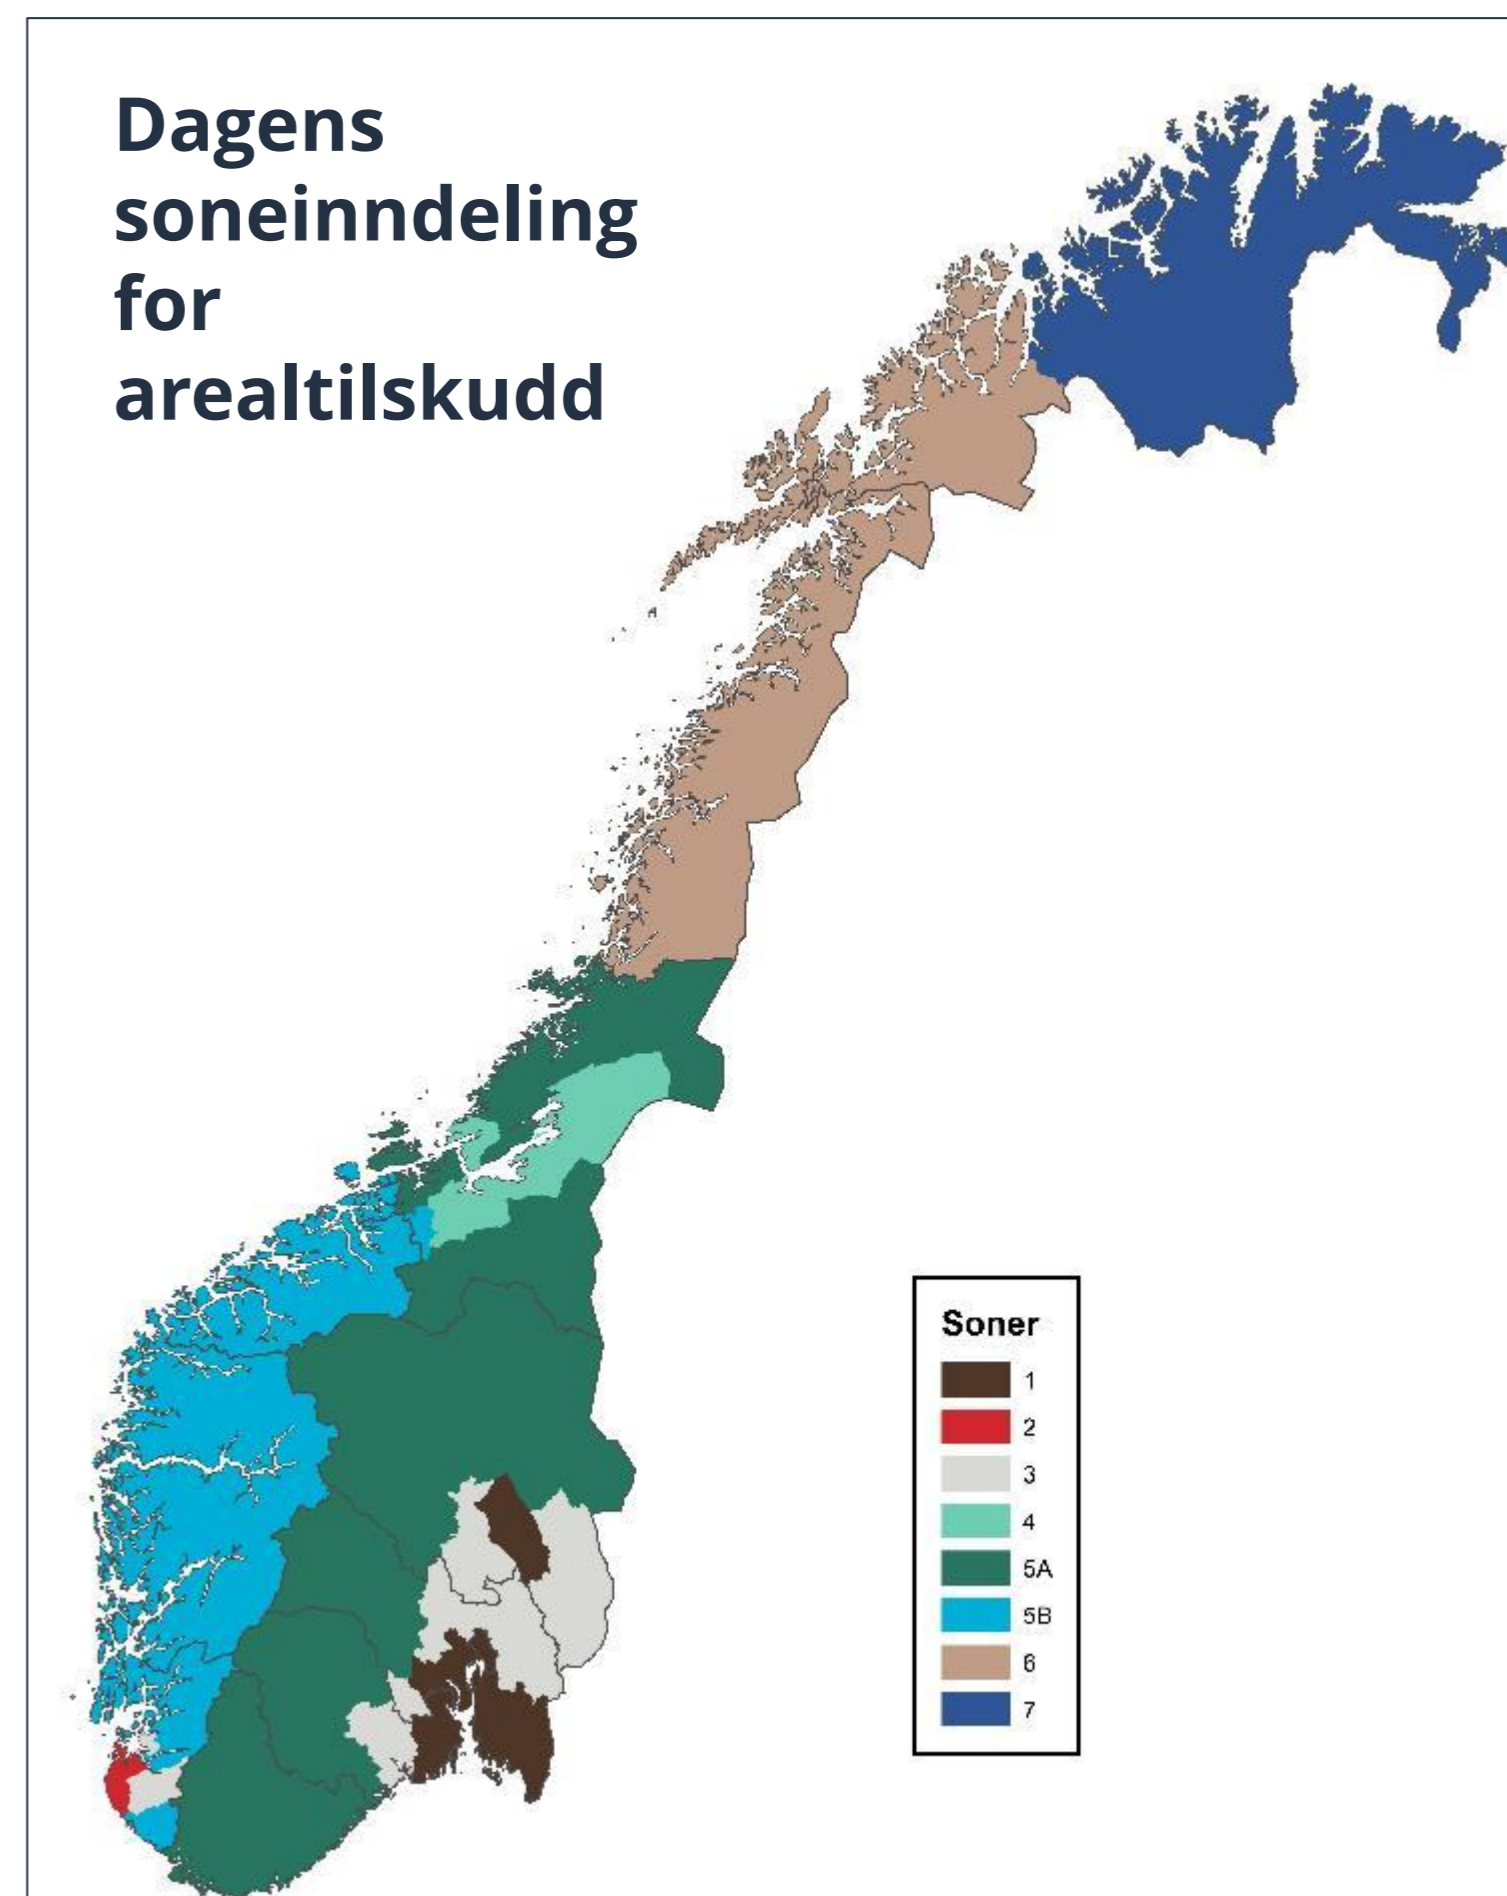 Dagens
soneinndeling
for
arealtilskudd
Soner
1
2
3
4
5A
5B
6
7